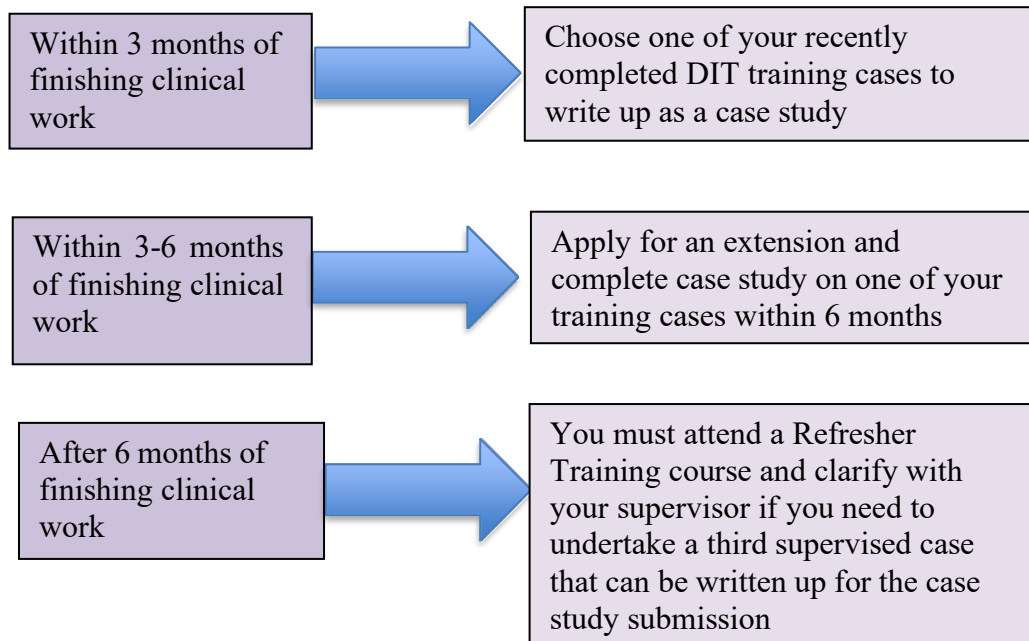 Within 3 months of
finishing clinical
work
Choose one of your recently
completed DIT training cases to
write up as a case study
Within 3-6 months
of finishing clinical
work
Apply for an extension and
complete case study on one of your
training cases within 6 months
After 6 months of
finishing clinical
work
You must attend a Refresher
Training course and clarify with
your supervisor if you need to
undertake a third supervised case
that can be written up for the case
study submission